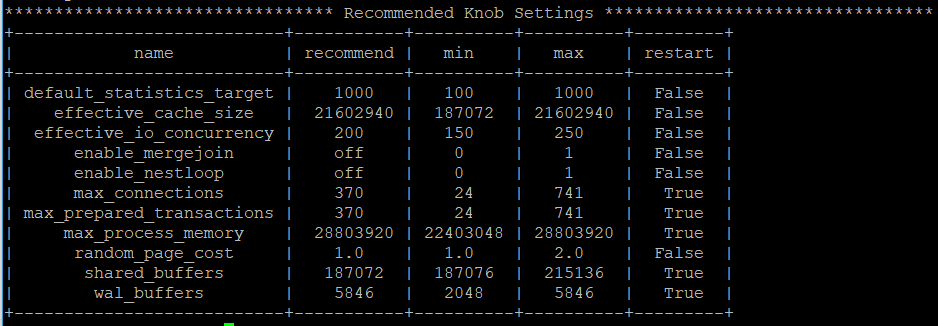 ********************************* Recommended Knob Settings *********************************
+---------------------------+-----------+----------+----------+---------+
|            name           | recommend |   min    |   max    | restart |
+---------------------------+-----------+----------+----------+---------+
| default_statistics_target |    1000   |   100    |   1000   |  False  |
|    effective_cache_size   |  21602940 |  187072  | 21602940 |  False  |
|  effective_io_concurrency |    200    |   150    |   250    |  False  |
|      enable_mergejoin     |    off    |    0     |    1     |  False  |
|      enable_nestloop      |    off    |    0     |    1     |  False  |
|      max_connections      |    370    |    24    |   741    |   True  |
| max_prepared_transactions |    370    |    24    |   741    |   True  |
|     max_process_memory    |  28803920 | 22403048 | 28803920 |   True  |
|      random_page_cost     |    1.0    |   1.0    |   2.0    |  False  |
|       shared_buffers      |   187072  |  187076  |  215136  |   True  |
|        wal_buffers        |    5846   |   2048   |   5846   |   True  |
+---------------------------+-----------+----------+----------+---------+